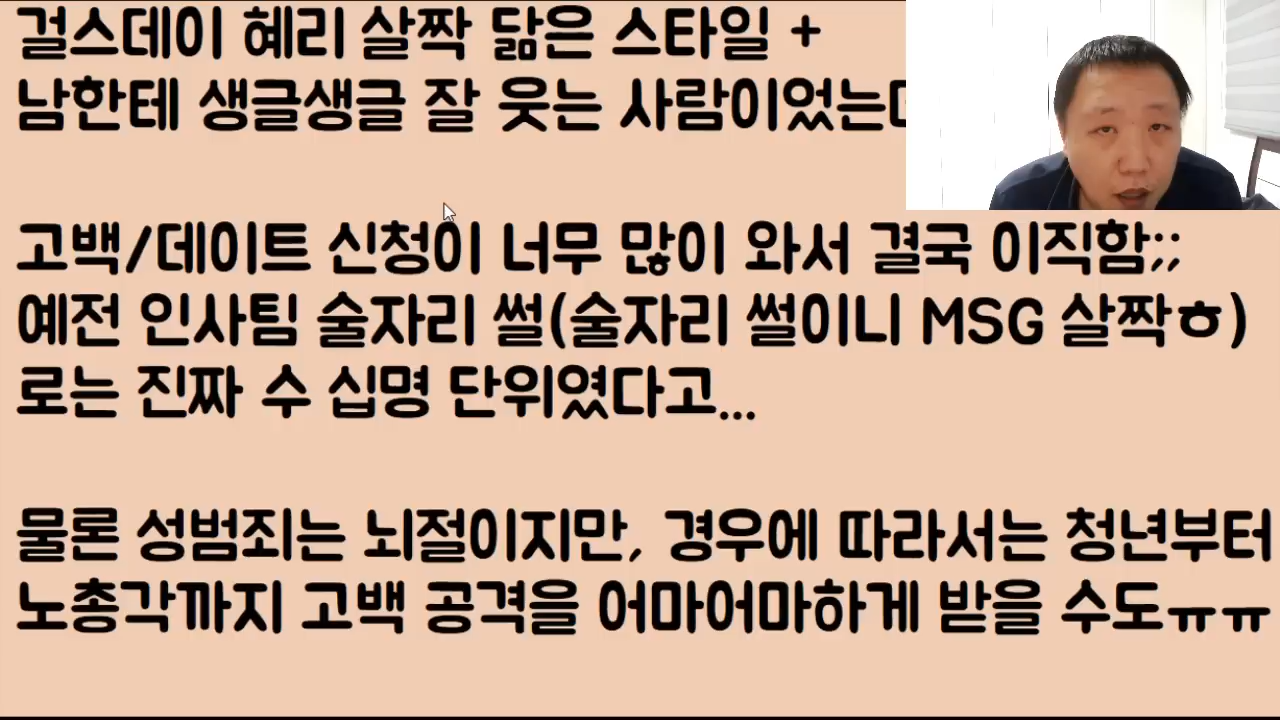 걸스데이 혜리 살짝 닮은 스타일 +
남한테 생글생글 잘 웃는 사람이었는데
고백/데이트 신청이 너무 많이 와서 결국 이직함;;
예전 인사팀 술자리 썰(술자리 썰이니 MSG 살짝ㅎ)
로는 진짜 수 십명 단위였다고...
물론 성범죄는 뇌절이지만, 경우에 따라서는 청년부터
노총각까지 고백 공격을 어마어마하게 받을 수도ㅠㅠ